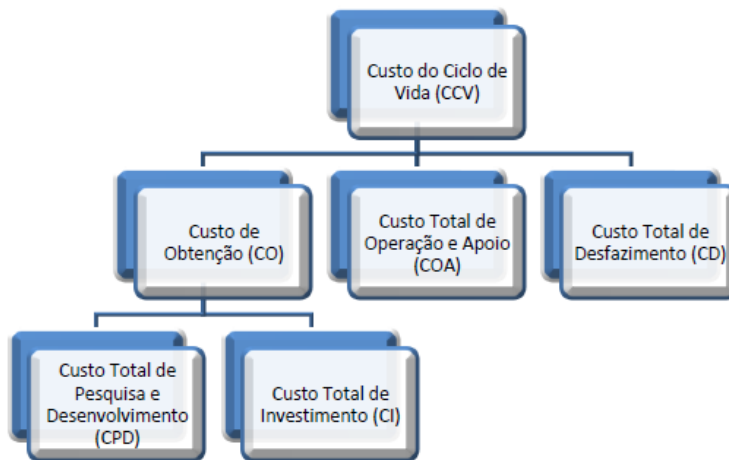 Custo do Ciclo de
Vida (CCV)
Custo de
Obtenção (CO)
Custo Total de
Operação e Apoio
(COA)
Custo Total de
Desfazimento (CD)
Custo Total de
Pesquisa e
Desenvolvimento
(CPD)
Custo Total de
Investimento (CI)